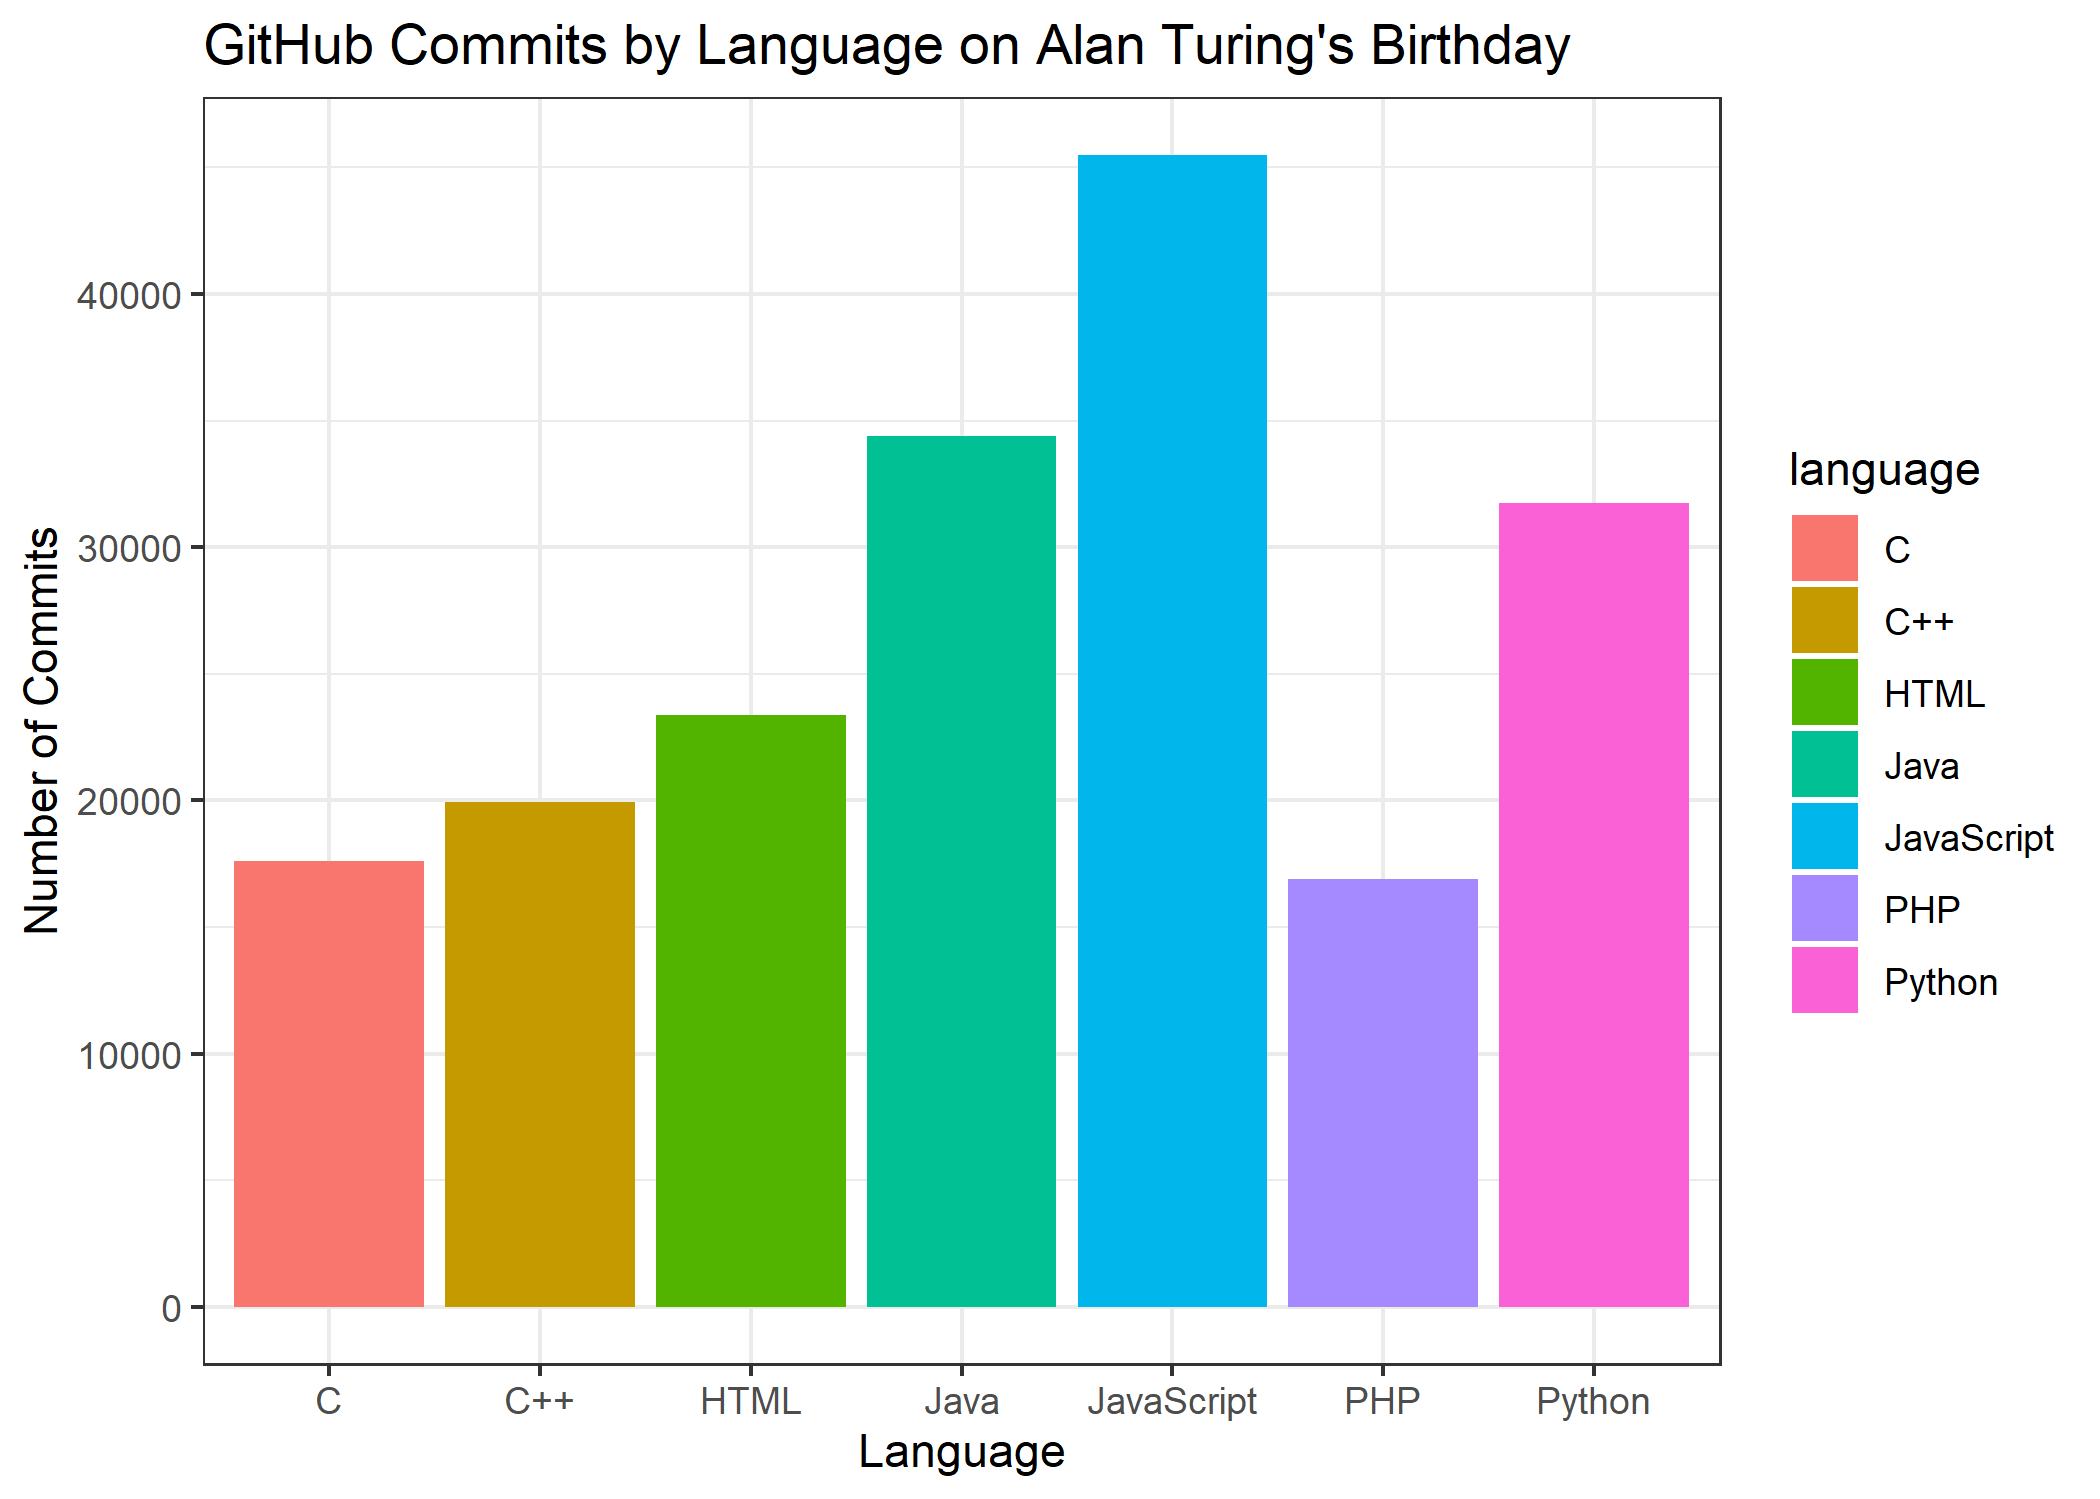 GitHub Commits by Language on Alan Turing's Birthday
Number of Commits
40000
30000
20000
10000
0
C
C++
HTML
Java
JavaScript
PHP
Python
Language
language
C
C++
HTML
Java
JavaScript
PHP
Python